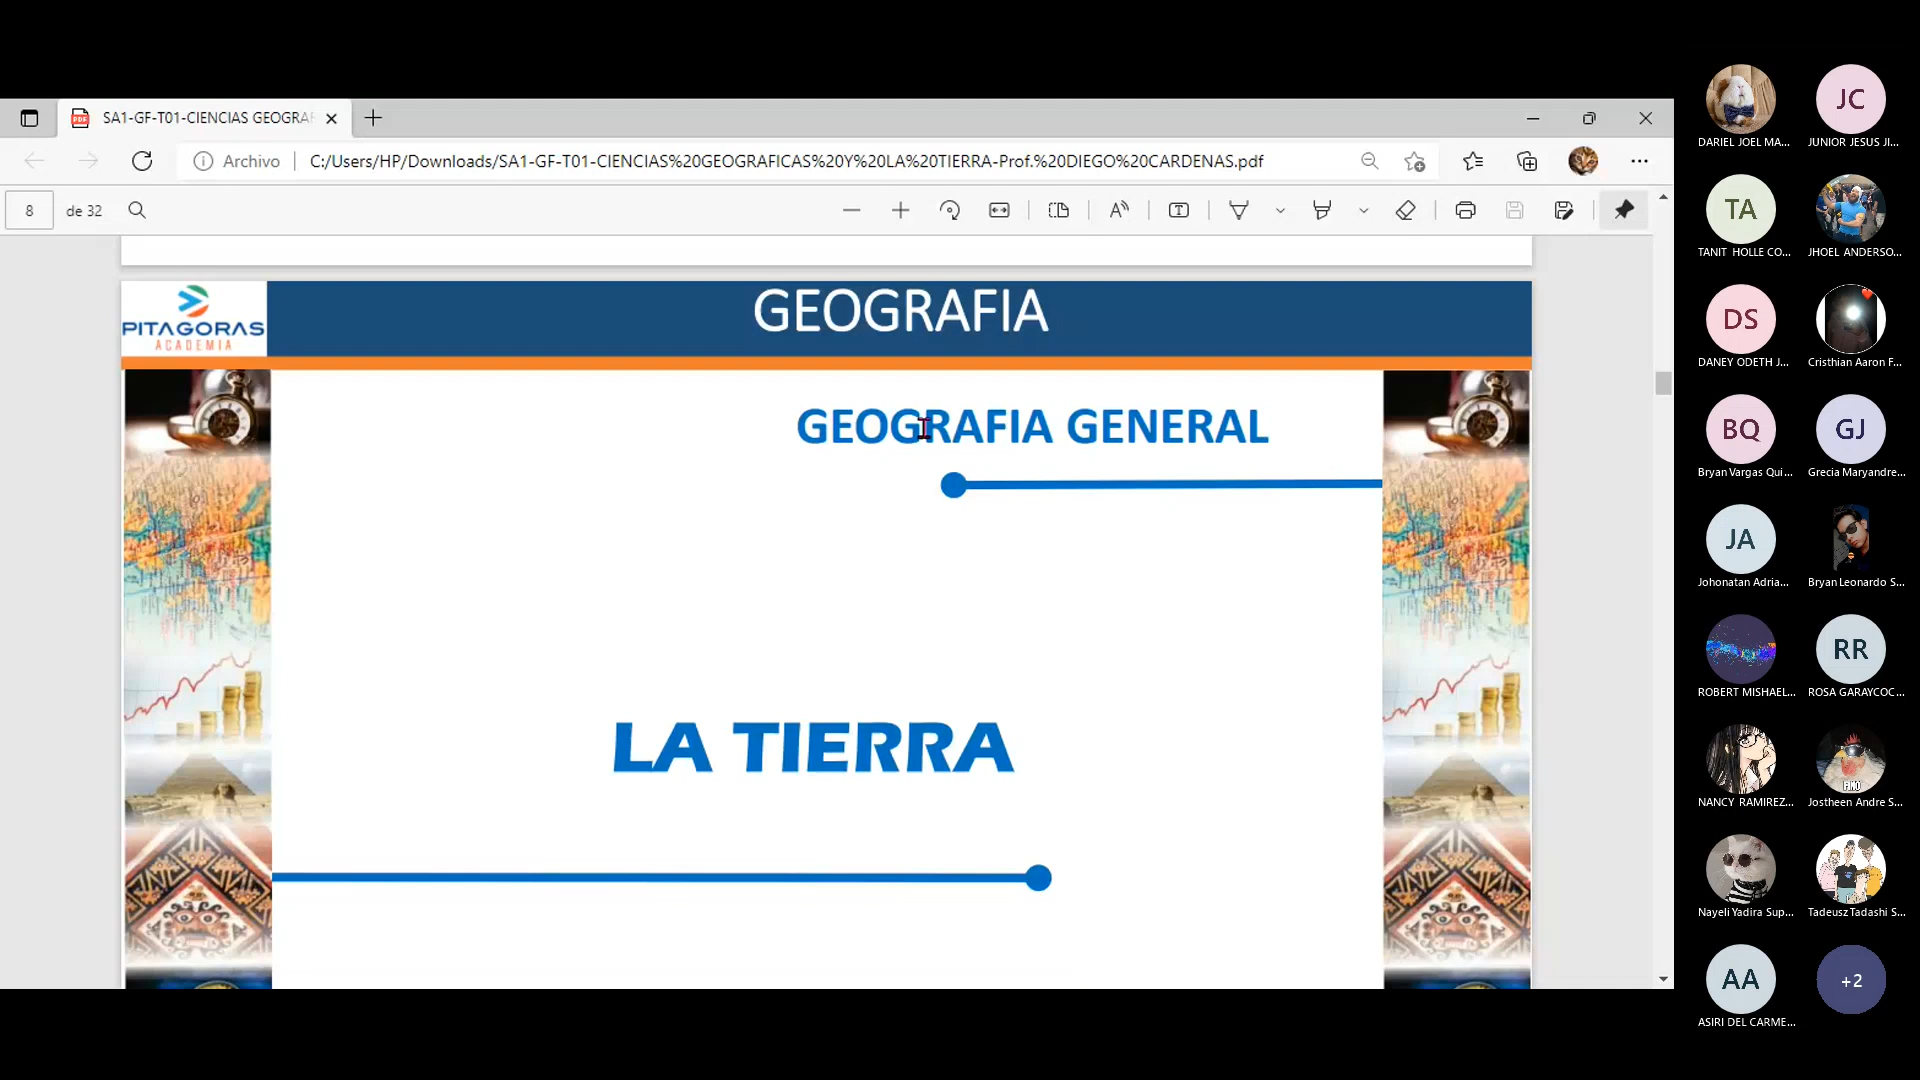 SA1-GF-T01-CIENCIAS GEOGRAF
Archivo
C:/Users/HP/Downloads/SA1-GF-T01-CIENCIAS%20GEOGRAFICAS%20Y%20LA%20TIERRA-Prof.%20DIEGO%20CARDENAS.pdf
8 de 32
PITAGORAS
ACADEMIA
GEOGRAFIA
GEOGRAFIA GENERAL
LA TIERRA
DARIEL JOEL MA...
JC
JUNIOR JESUS JI...
TA
TANIT HOLLE CO...
JHOEL ANDERSO...
DS
DANEY ODETH J...
Cristhian Aaron F...
BQ
Bryan Vargas Qui...
GJ
Grecia Maryandre...
JA
Johonatan Adria...
Bryan Leonardo S...
ROBERT MISHAEL...
RR
ROSA GARAYCOC...
NANCY RAMIREZ...
Jostheen Andre S...
Nayeli Yadira Sup...
Tadeusz Tadashi S...
AA
ASIRI DEL CARME...
+2